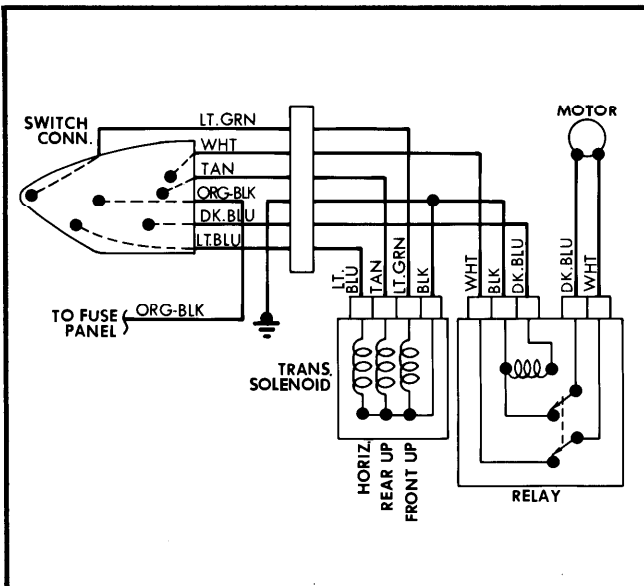 SWITCH
CONN.
LT.GRN
WHT
TAN
ORG-BLK
DK.BLU
LT.BLU
MOTOR
TO FUSE
PANEL
ORG-BLK
LT.
BLU
TAN
LT.GRN
BLK
WHT
BLK
DK.BLU
DK.BLU
WHT
TRANS.
SOLENOID
HORIZ.
REAR UP
FRONT UP
RELAY